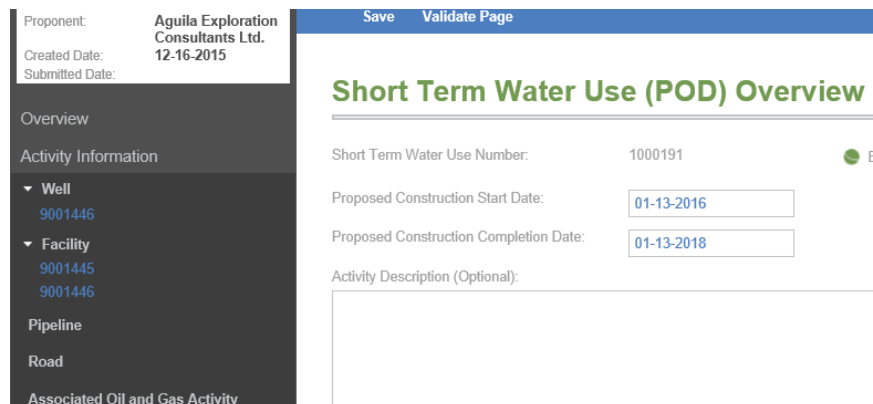 Proponent: Aguila Exploration
Consultants Ltd.
Created Date: 12-16-2015
Submitted Date:
Overview
Activity Information
Well
9001446
Facility
9001445
9001446
Pipeline
Road
Associated Oil and Gas Activity
Save Validate Page
Short Term Water Use (POD) Overview
Short Term Water Use Number: 1000191
Proposed Construction Start Date: 01-13-2016
Proposed Construction Completion Date: 01-13-2018
Activity Description (Optional):